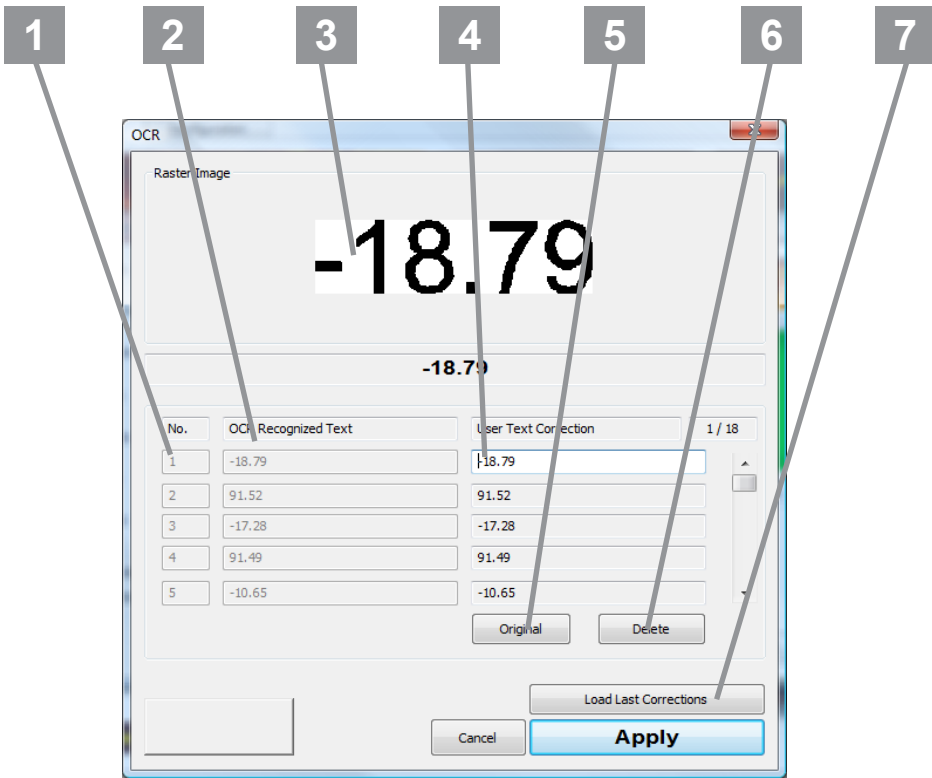 1 2 3 4 5 6 7
OCR
Raster Image
-18.79
-18.79
No. OCR Recognized Text User Text Correction 1 / 18
1 -18.79 -18.79
2 91.52 91.52
3 -17.28 -17.28
4 91.49 91.49
5 -10.65 -10.65
Original Delete
Load Last Corrections
Cancel Apply